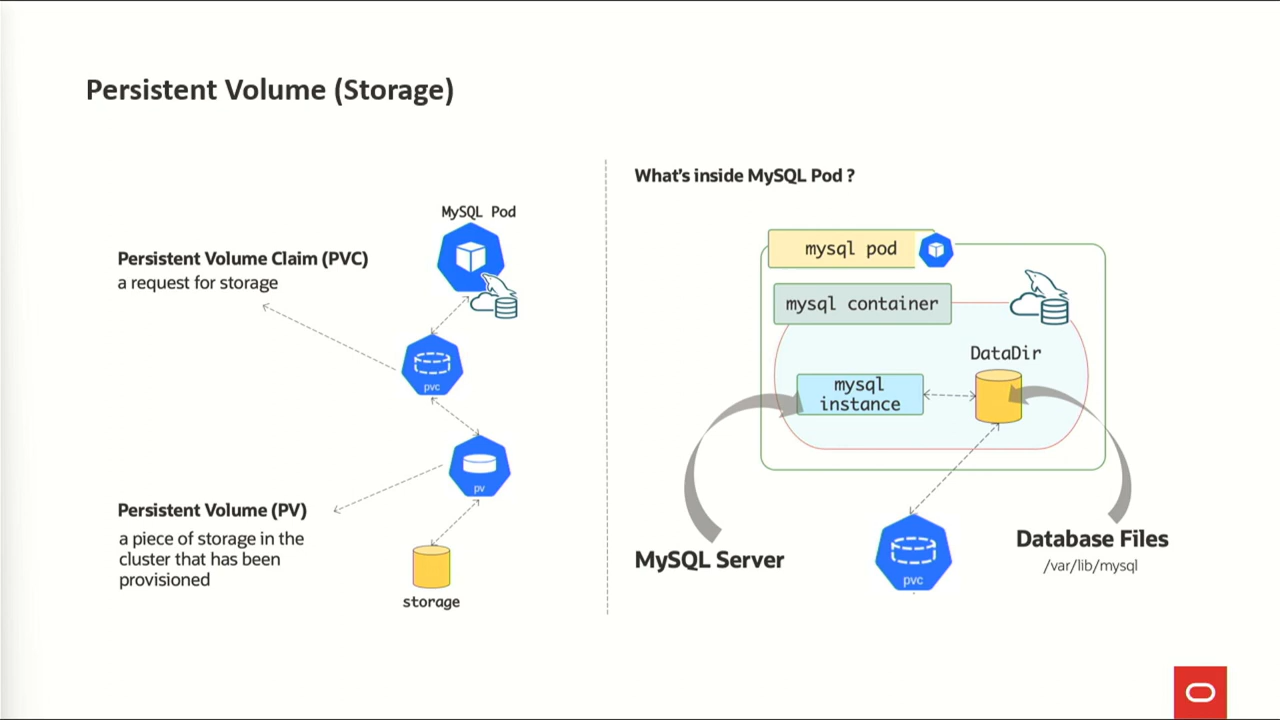 Persistent Volume (Storage)
MySQL Pod
Persistent Volume Claim (PVC)
a request for storage
pvc
pv
Persistent Volume (PV)
a piece of storage in the
cluster that has been
provisioned
storage
What's inside MySQL Pod ?
mysql pod
mysql container
DataDir
mysql
instance
MySQL Server
pvc
Database Files
/var/lib/mysql